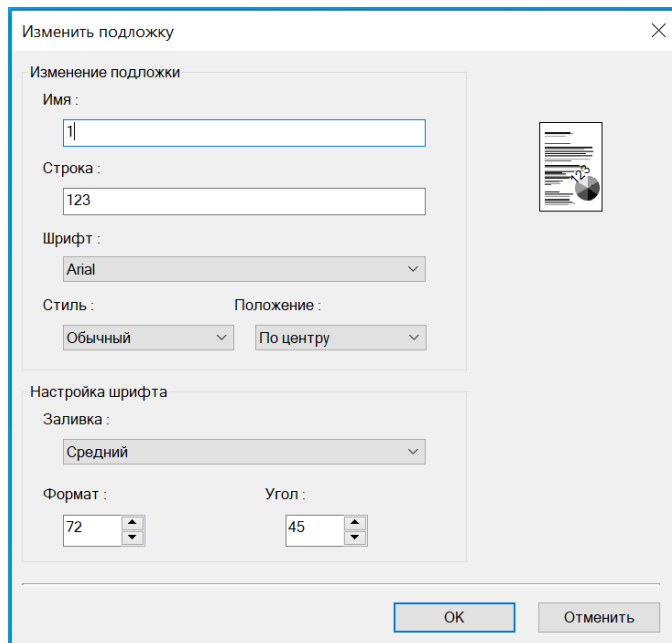 Изменить подложку
Изменение подложки
Имя :
1
Строка :
123
Шрифт :
Arial
Стиль :
Положение :
Обычный
По центру
Настройка шрифта
Заливка :
Средний
Формат :
Угол :
72
45
OK
Отменить
123